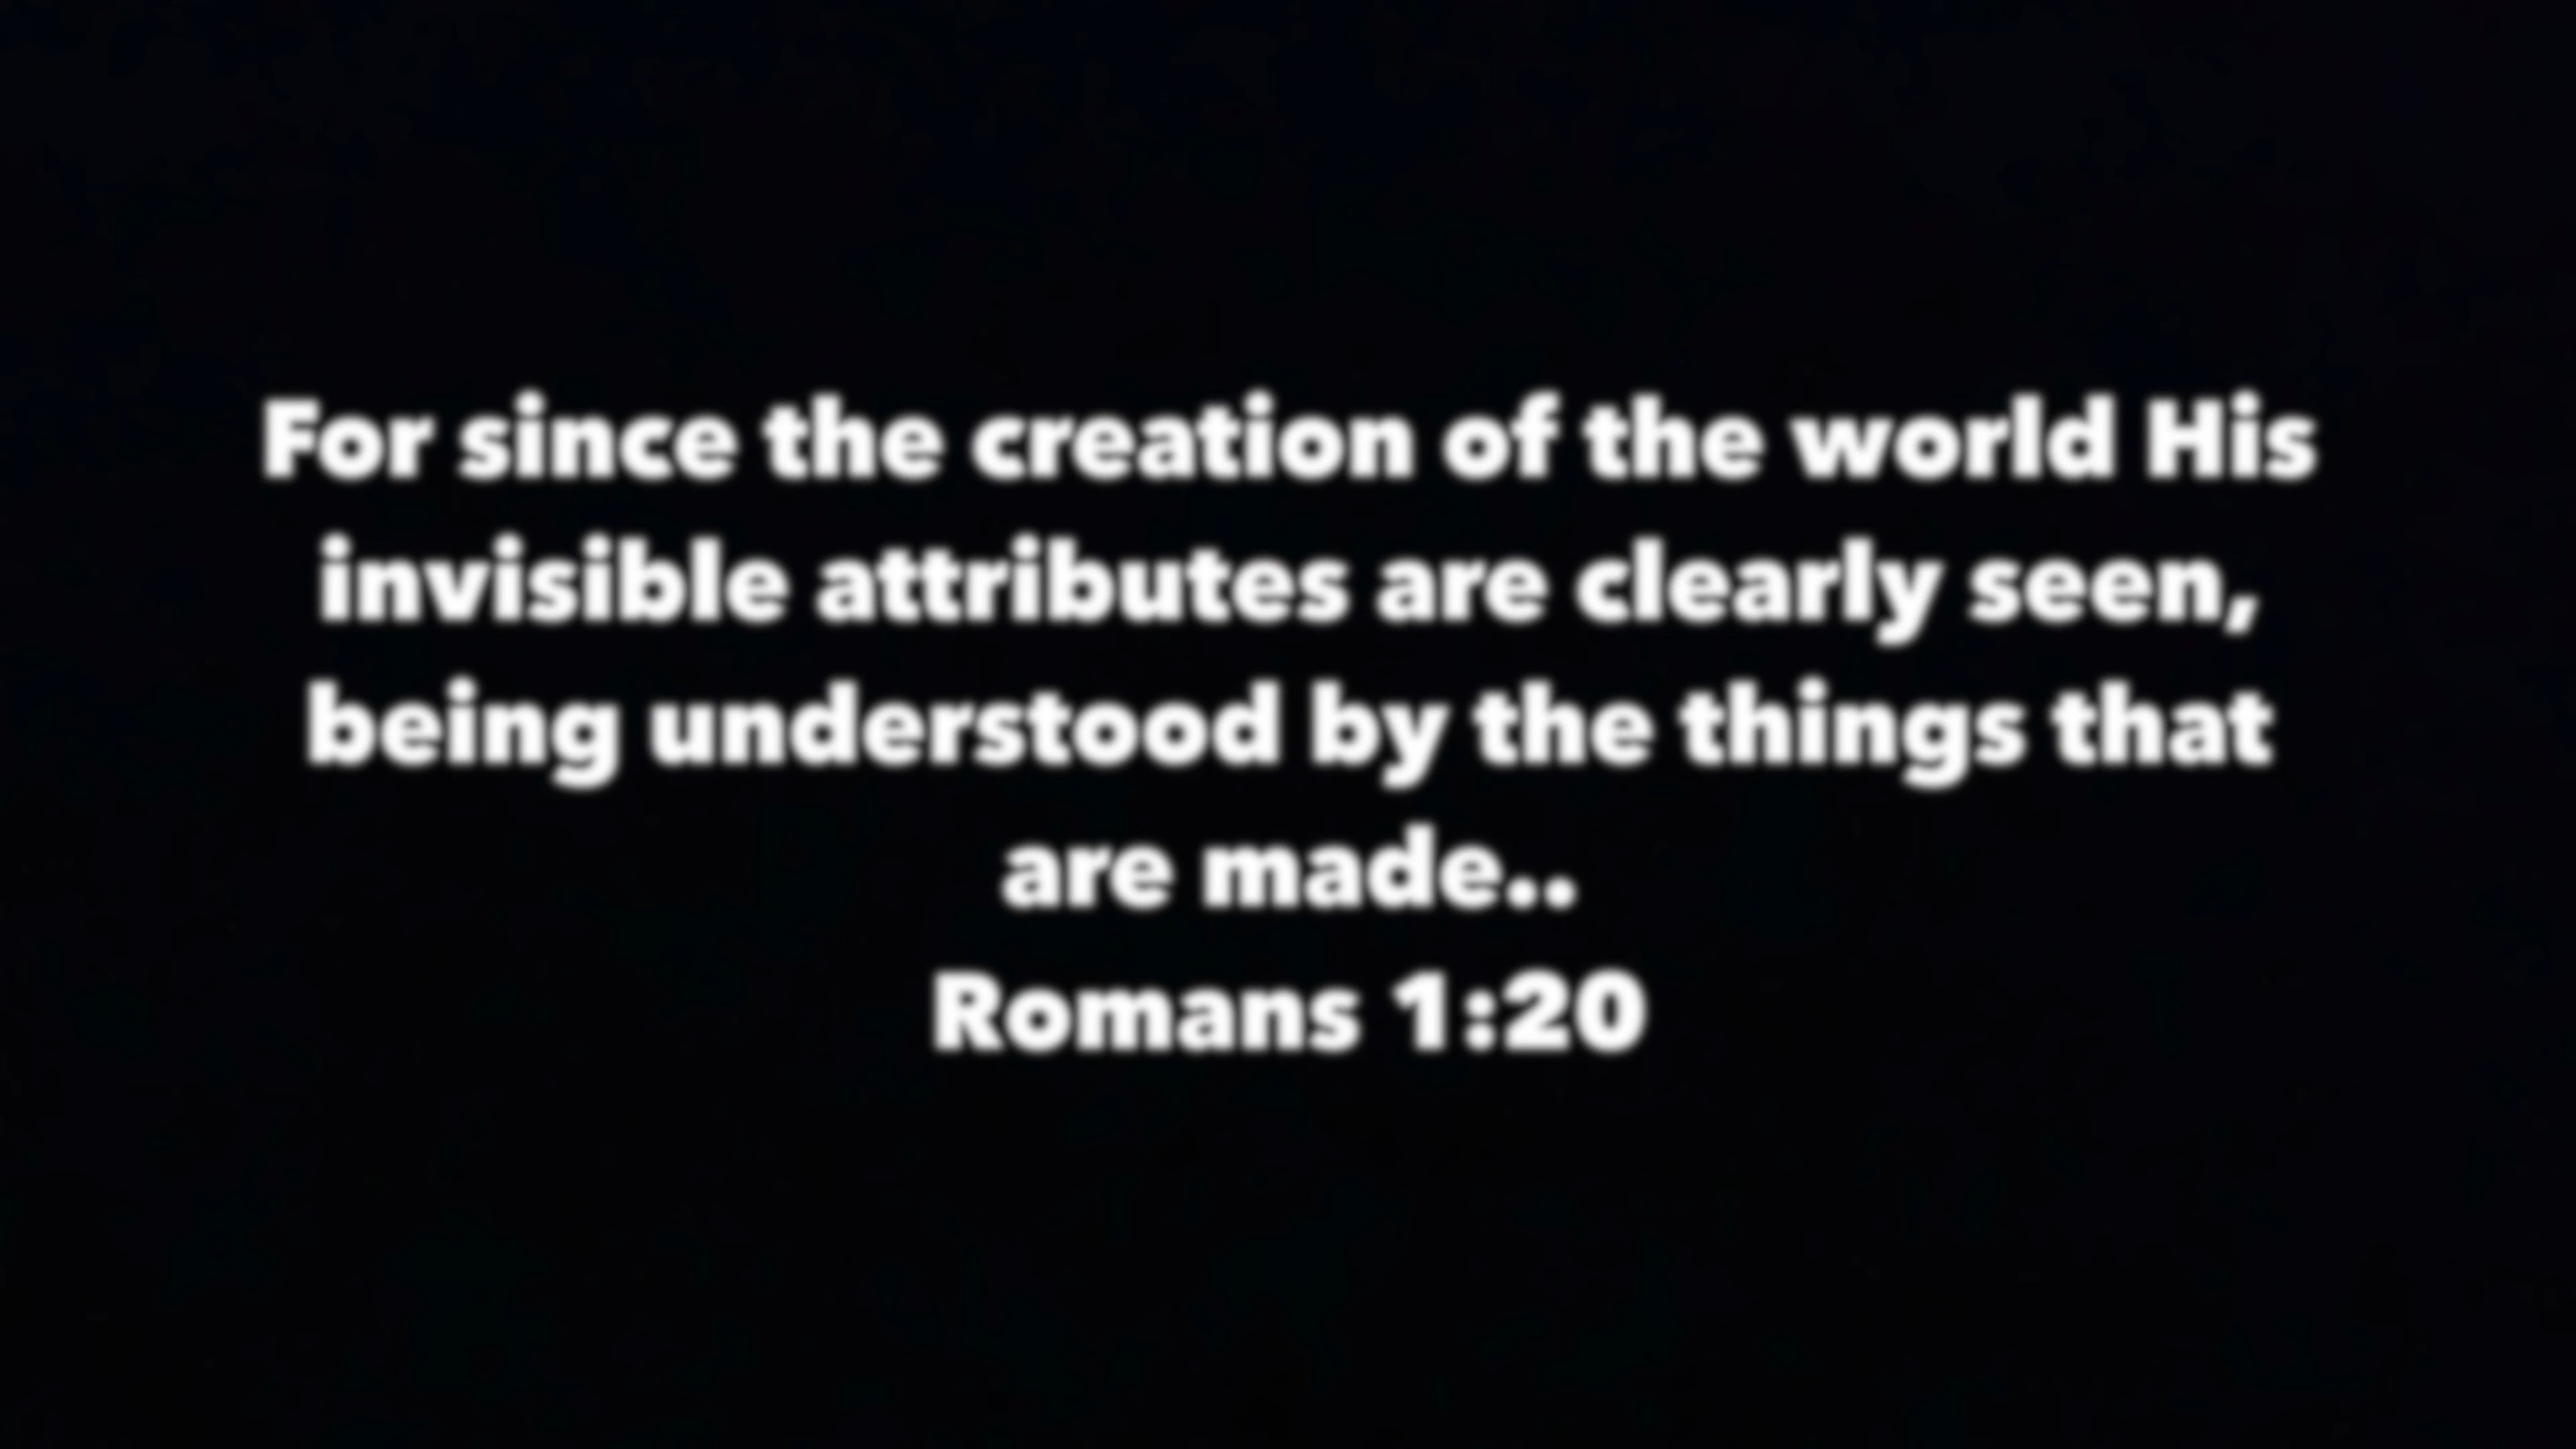 For since the creation of the world His
invisible attributes are clearly seen,
being understood by the things that
are made..
Romans 1:20